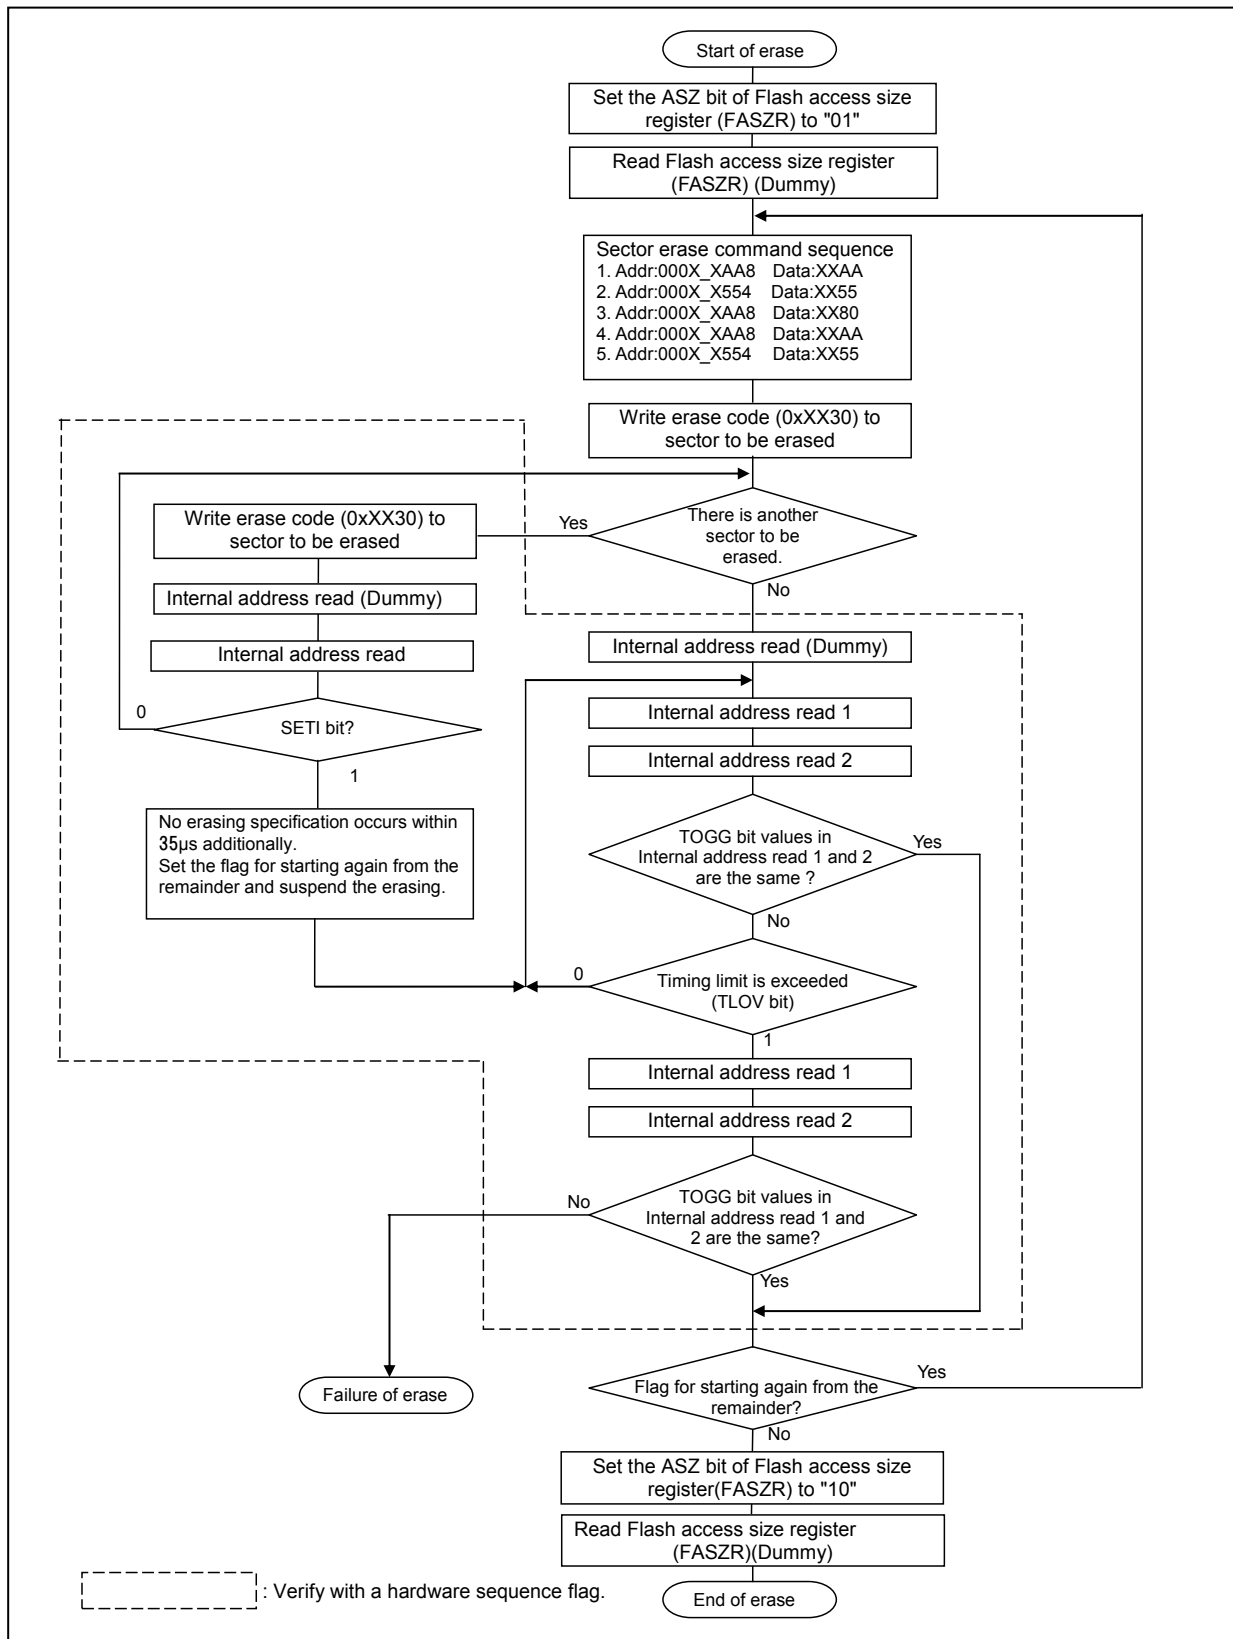 Start of erase
Set the ASZ bit of Flash access size
register (FASZR) to "01"
Read Flash access size register
(FASZR) (Dummy)
Sector erase command sequence
1. Addr:000X_XAA8 Data:XXAA
2. Addr:000X_X554 Data:XX55
3. Addr:000X_XAA8 Data:XX80
4. Addr:000X_XAA8 Data:XXAA
5. Addr:000X_X554 Data:XX55
Write erase code (0xXX30) to
sector to be erased
There is another
sector to be
erased.
Yes
No
Write erase code (0xXX30) to
sector to be erased
Internal address read (Dummy)
Internal address read
SETI bit?
0
1
No erasing specification occurs within
35µs additionally.
Set the flag for starting again from the
remainder and suspend the erasing.
Internal address read (Dummy)
Internal address read 1
Internal address read 2
TOGG bit values in
Internal address read 1 and 2
are the same ?
Yes
No
Timing limit is exceeded
(TLOV bit)
0
1
Internal address read 1
Internal address read 2
TOGG bit values in
Internal address read 1 and
2 are the same?
No
Yes
Failure of erase
Flag for starting again from the
remainder?
Yes
No
Set the ASZ bit of Flash access size
register(FASZR) to "10"
Read Flash access size register
(FASZR)(Dummy)
End of erase
: Verify with a hardware sequence flag.